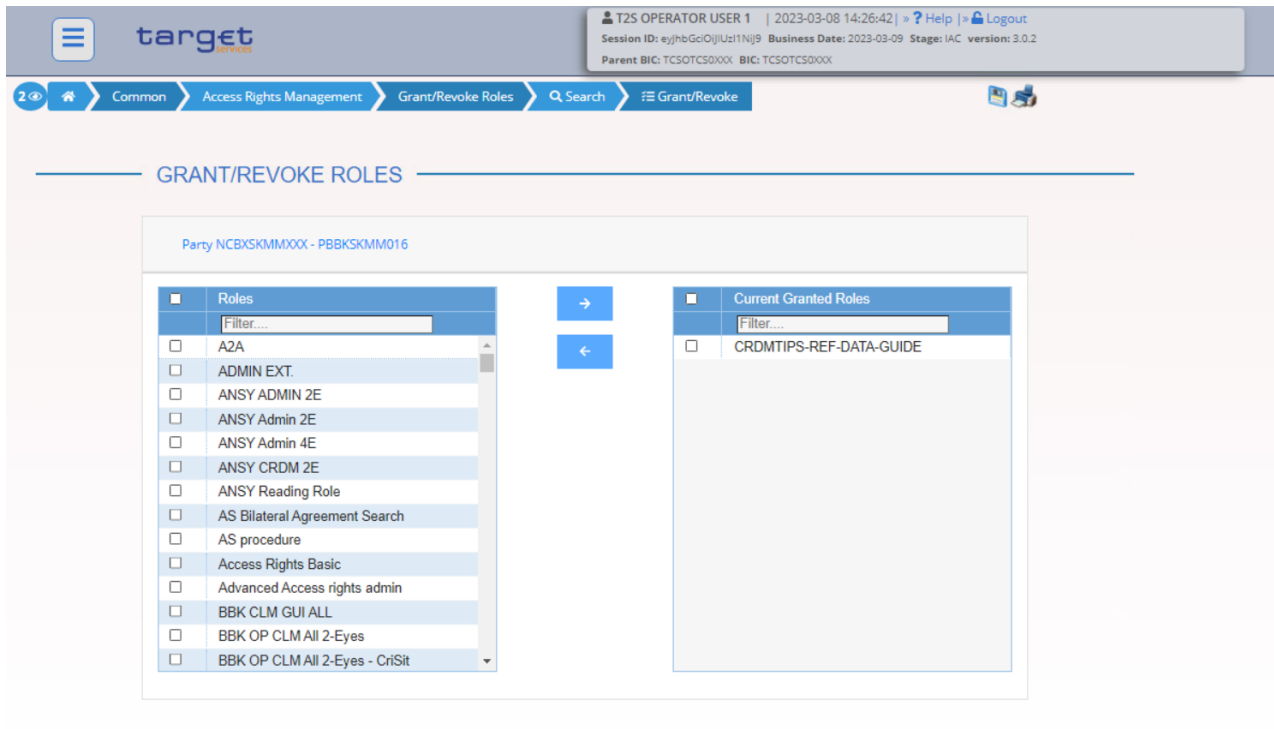 T2S OPERATOR USER 1 | 2023-03-08 14:26:42| » ? Help |» Logout
target
services
Session ID: eyJhbGciOiJIUzI1NiJ9 Business Date: 2023-03-09 Stage: IAC version: 3.0.2
Parent BIC: TCSOTCS0XXX BIC: TCSOTCS0XXX
2 Common Access Rights Management Grant/Revoke Roles Search Grant/Revoke
GRANT/REVOKE ROLES
Party NCBXSKMMXXX - PBBKSKMM016
Roles
Filter....
A2A
ADMIN EXT.
ANSY ADMIN 2E
ANSY Admin 2E
ANSY Admin 4E
ANSY CRDM 2E
ANSY Reading Role
AS Bilateral Agreement Search
AS procedure
Access Rights Basic
Advanced Access rights admin
BBK CLM GUI ALL
BBK OP CLM All 2-Eyes
BBK OP CLM All 2-Eyes - CriSit
Current Granted Roles
Filter....
CRDMTIPS-REF-DATA-GUIDE